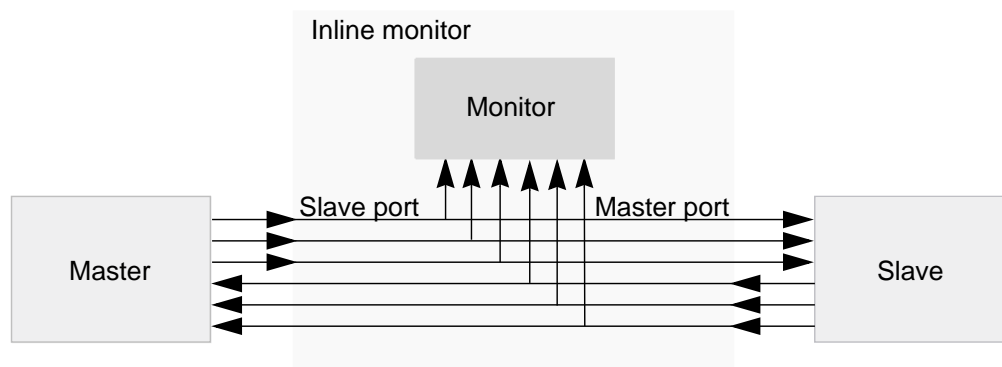 Inline monitor
Monitor
Slave port
Master port
Master
Slave